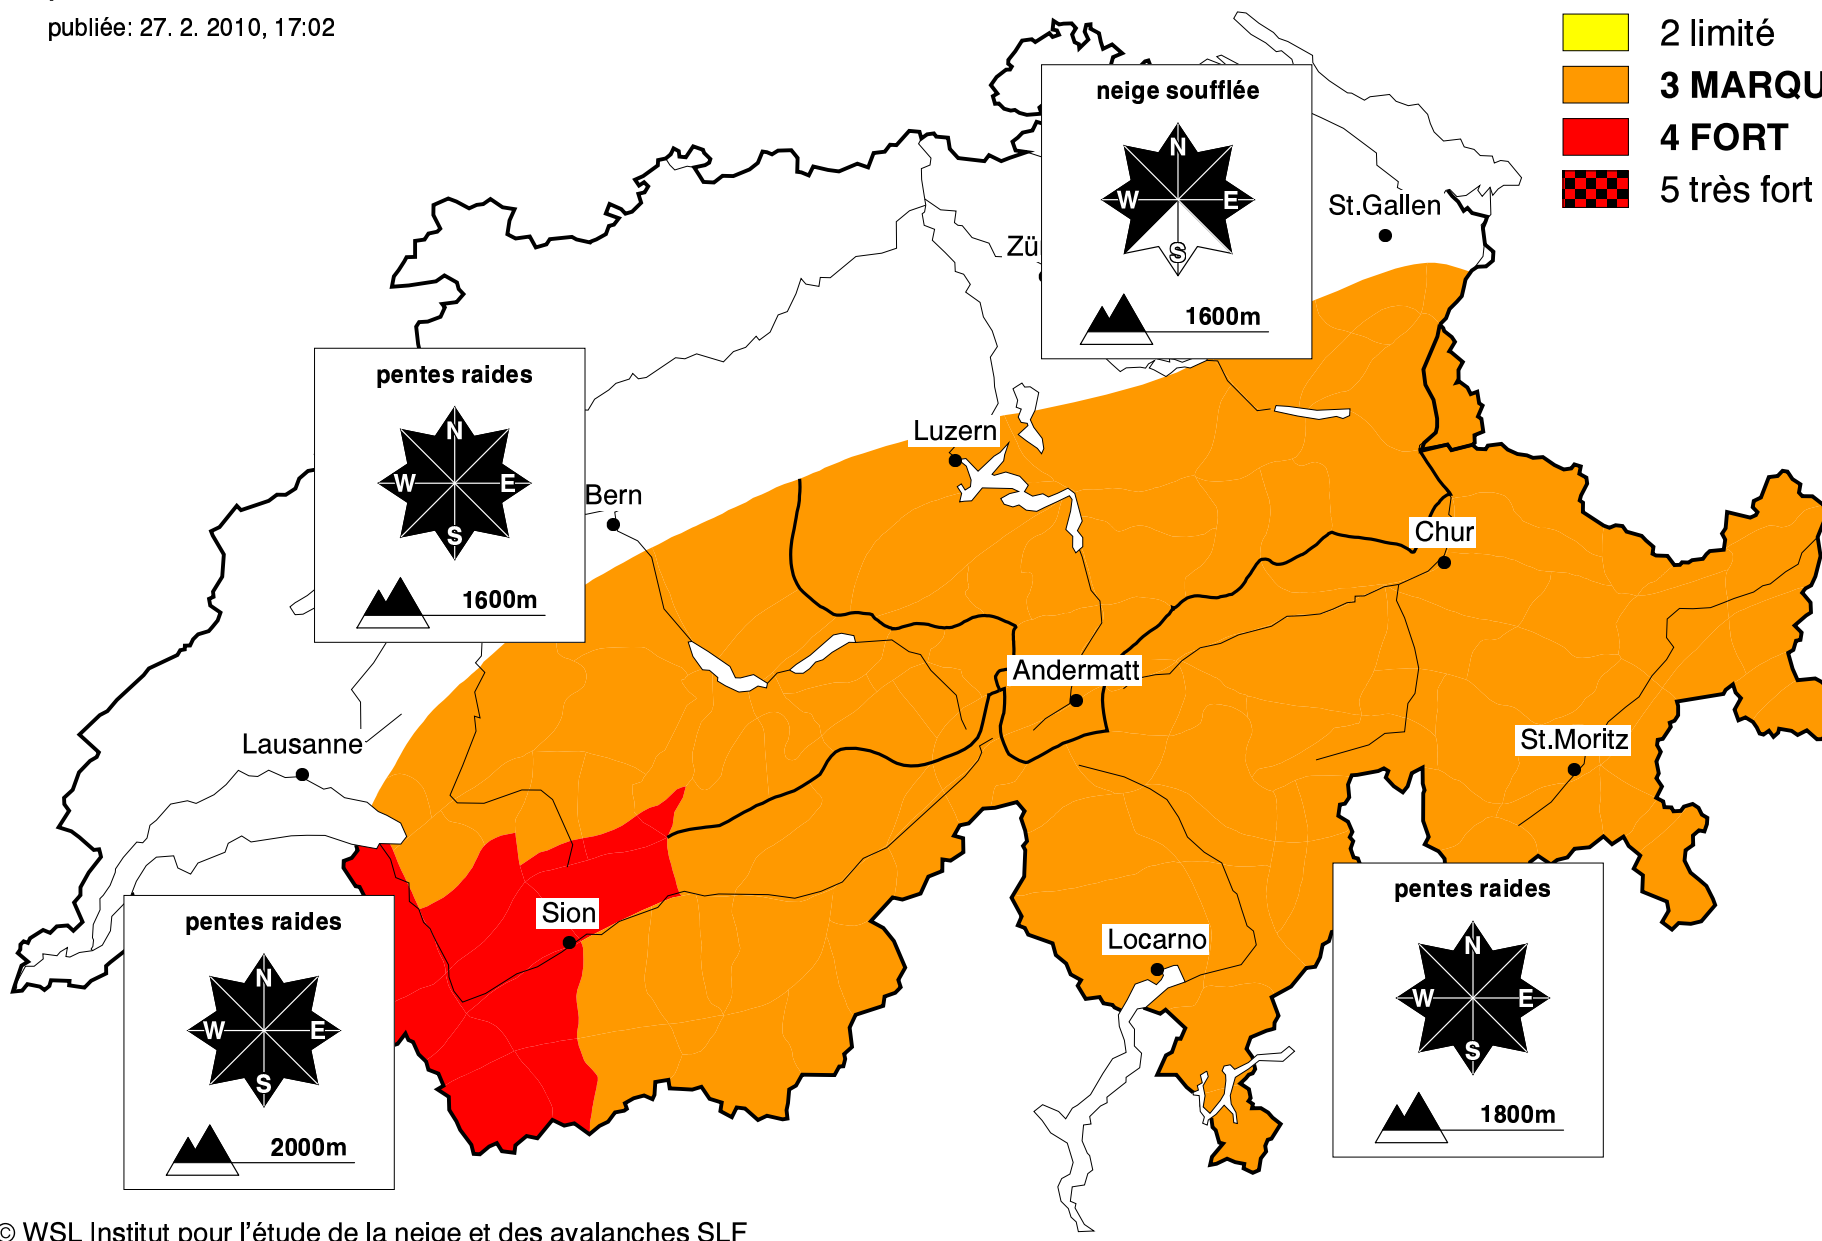 publiée: 27. 2. 2010, 17:02
2 limité
3 MARQU
4 FORT
5 très fort
neige soufflée
N
W E
S
1600m
St.Gallen
Zü
pentes raides
N
W E
S
1600m
Luzern
Bern
Chur
Andermatt
Lausanne
St.Moritz
Sion
Locarno
pentes raides
N
W E
S
2000m
pentes raides
N
W E
S
1800m
© WSL Institut pour l'étude de la neige et des avalanches SLF